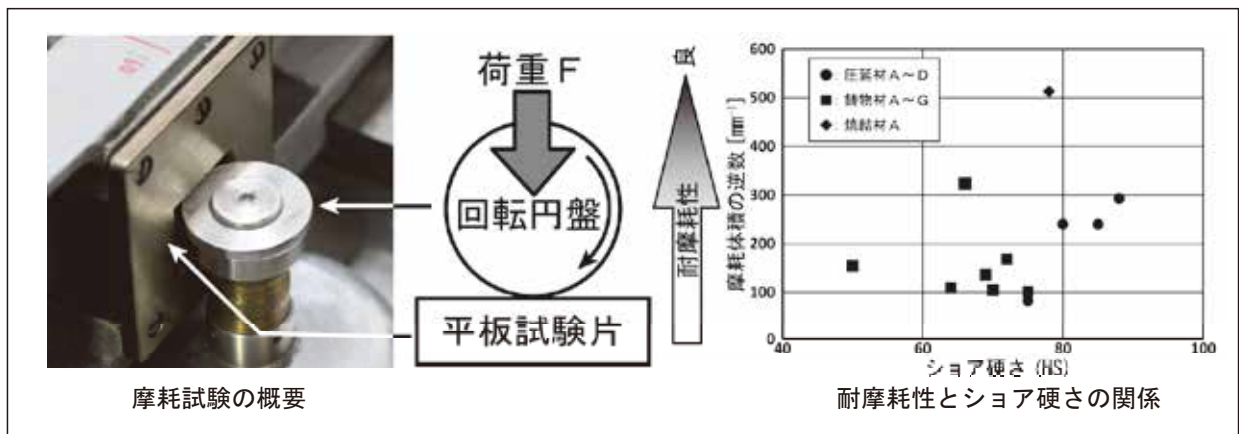 荷重F
回転円盤
平板試験片
摩耗試験の概要
良
耐摩耗性
摩耗体積の逆数 [mm⁻¹]
600
500
400
300
200
100
0
● : 圧延材A～D
■ : 鋳物材A～G
◆ : 焼結材A
40
60
80
100
ショア硬さ (HS)
耐摩耗性とショア硬さの関係